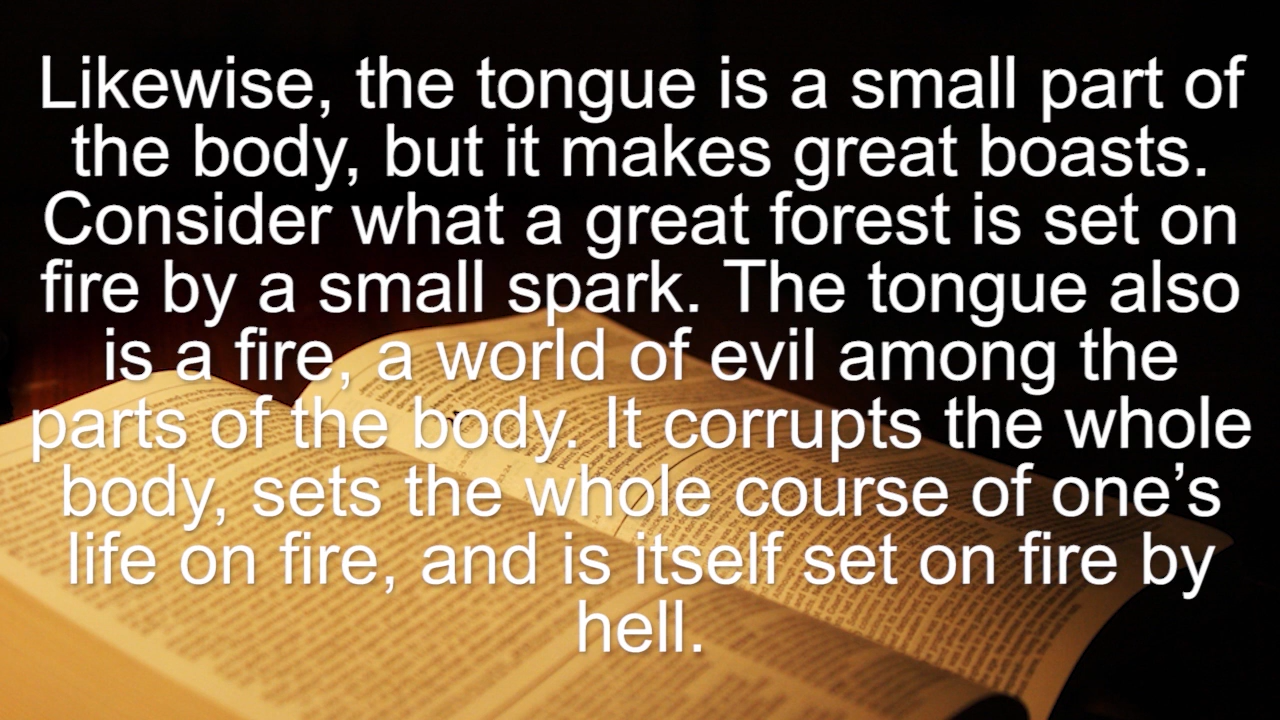 Likewise, the tongue is a small part of
the body, but it makes great boasts.
Consider what a great forest is set on
fire by a small spark. The tongue also
is a fire, a world of evil among the
parts of the body. It corrupts the whole
body, sets the whole course of one’s
life on fire, and is itself set on fire by
hell.